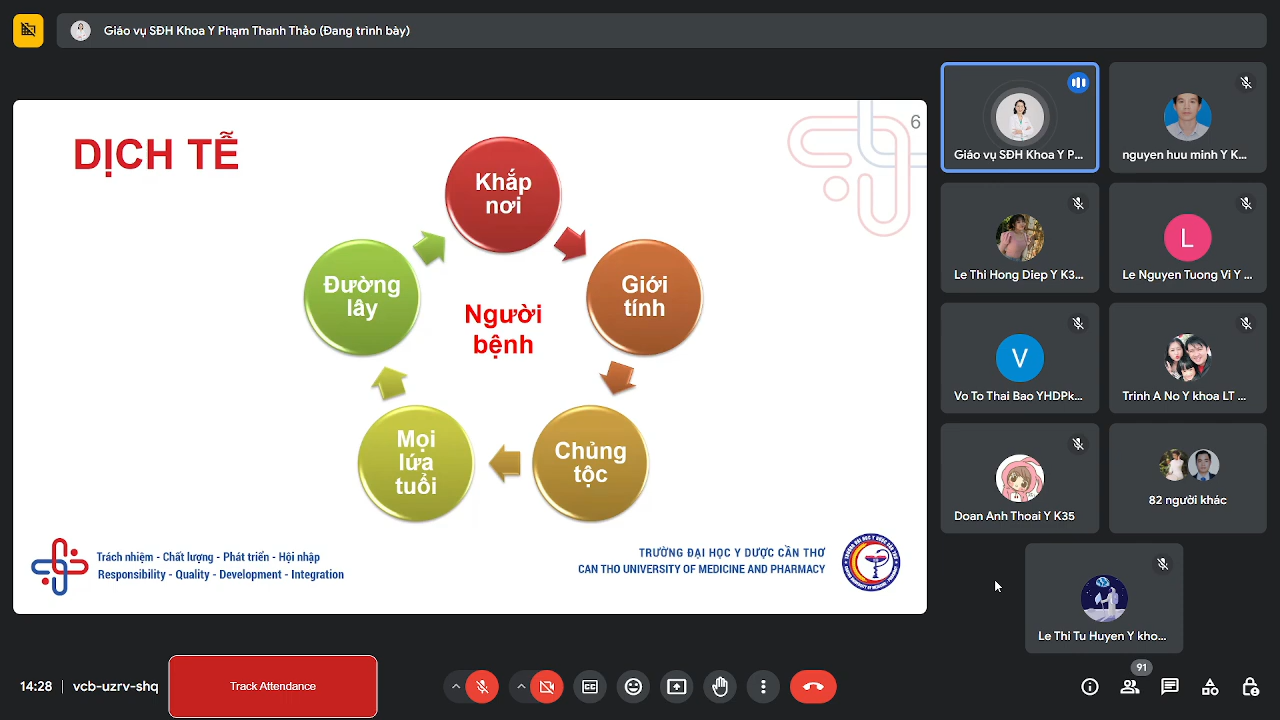 Giáo vụ SĐH Khoa Y Phạm Thanh Thảo (Đang trình bày)
DỊCH TỄ
6
Khắp
nơi
Giới
tính
Chủng
tộc
Mọi
lứa
tuổi
Đường
lây
Người
bệnh
Trách nhiệm - Chất lượng - Phát triển - Hội nhập
Responsibility - Quality - Development - Integration
TRƯỜNG ĐẠI HỌC Y DƯỢC CẦN THƠ
CAN THO UNIVERSITY OF MEDICINE AND PHARMACY
Giáo vụ SĐH Khoa Y P...
nguyen huu minh Y K...
Le Thi Hong Diep Y K3...
Le Nguyen Tuong Vi Y ...
L
Vo To Thai Bao YHDPk...
V
Trinh A No Y khoa LT ...
Doan Anh Thoai Y K35
82 người khác
Le Thi Tu Huyen Y kho...
14:28
vcb-uzrv-shq
Track Attendance
91